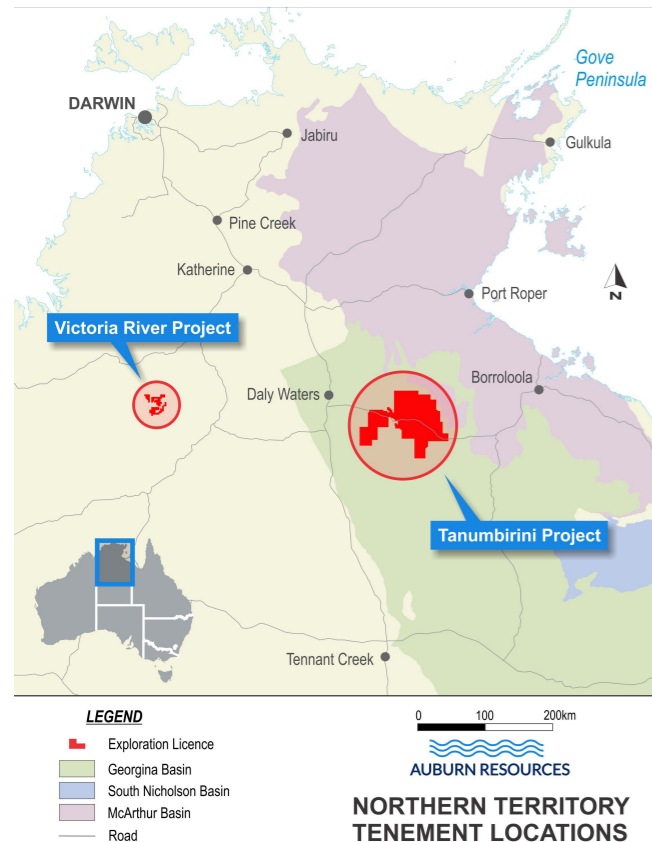 Gove
Peninsula
DARWIN
Jabiru
Gulkula
Pine Creek
Katherine
N
Port Roper
Victoria River Project
Borroloola
Daly Waters
Tanumbirini Project
Tennant Creek
LEGEND
Exploration Licence
Georgina Basin
South Nicholson Basin
McArthur Basin
Road
0 100 200km
AUBURN RESOURCES
NORTHERN TERRITORY
TENEMENT LOCATIONS